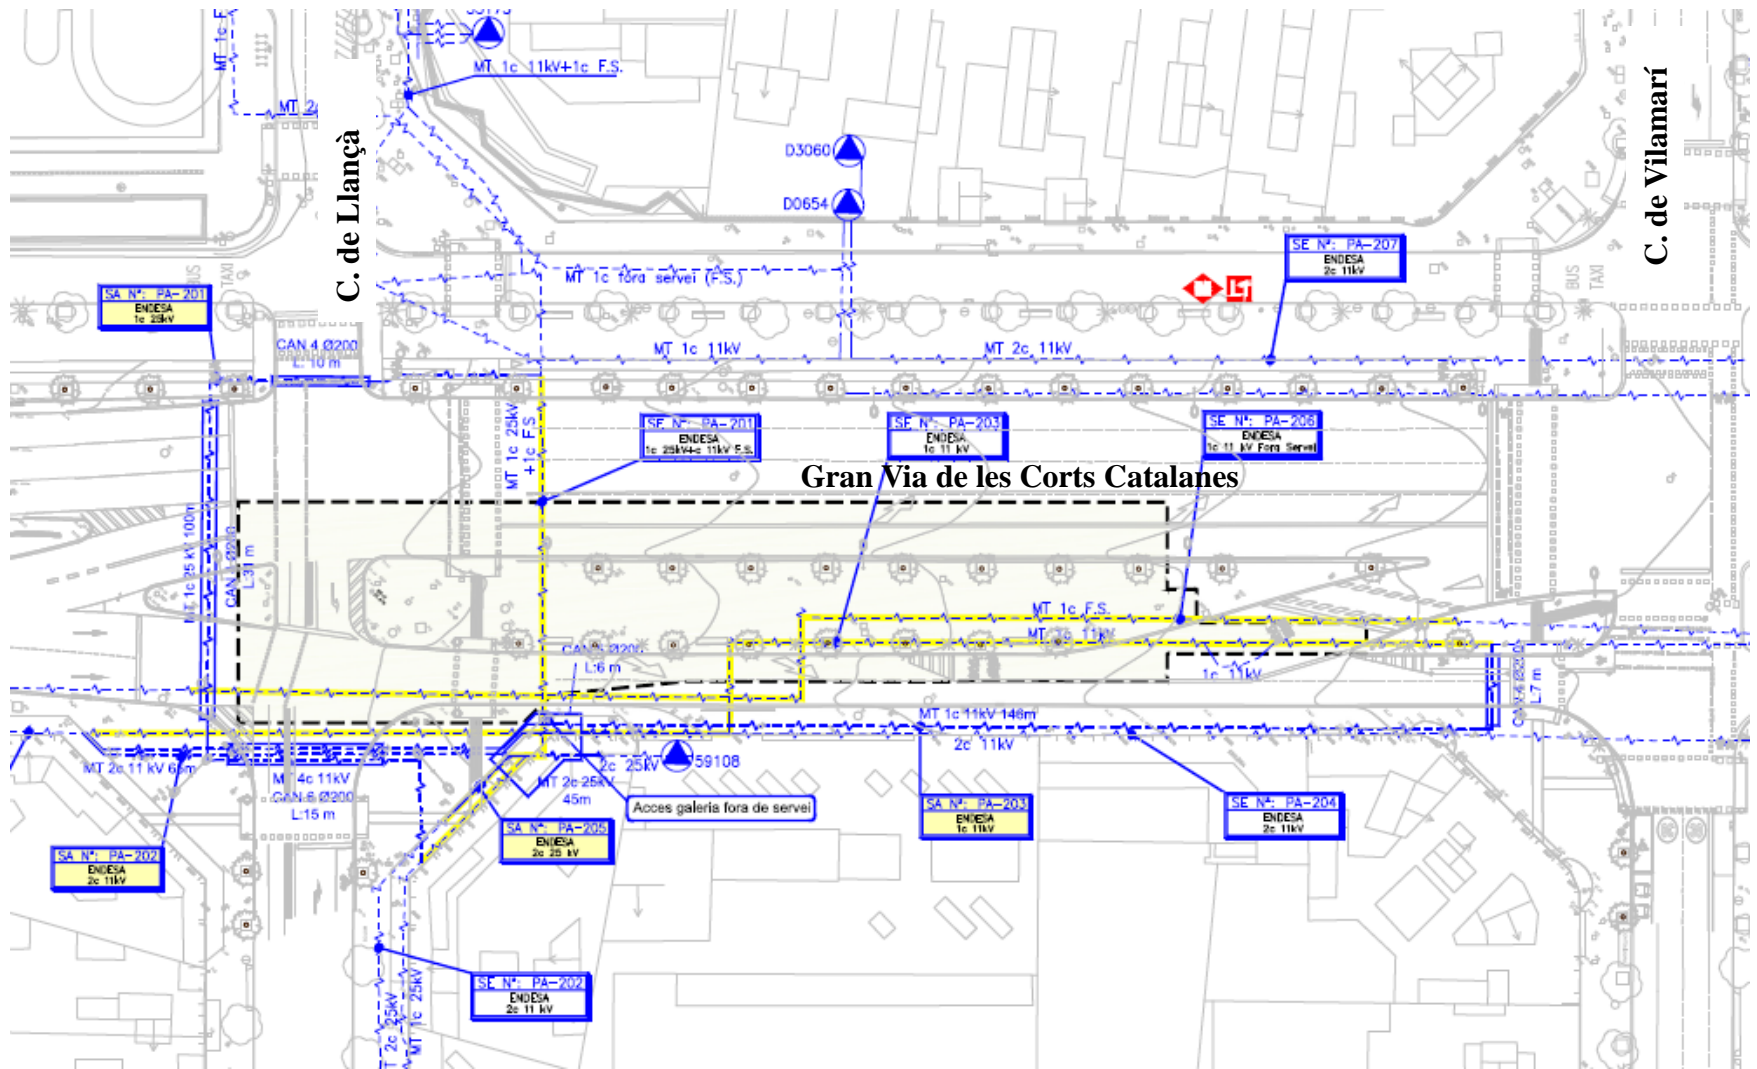 MT 1c 11kV+1c F.S.
C. de Llançà
C. de Vilamarí
D3060
D0654
SE Nº: PA-207
ENDESA
2c 11kV
BUS
TAXI
BUS
TAXI
MT 1c fora servei (F.S.)
SA Nº: PA-201
ENDESA
1c 25kV
CAN 4 Ø200
L: 10 m
MT 1c 11kV
MT 2c 11kV
MT 1c 25kV
+1c F.S
SE Nº: PA-201
ENDESA
1c 25kV+c 11kV F.S.
SE Nº: PA-203
ENDESA
1c 11 kV
SE Nº: PA-206
ENDESA
1c 11 kV Fora Servei
Gran Via de les Corts Catalanes
MT 1c 25 kV 100m
L:31 m
MT 1c F.S.
MT 1c 11kV
1c 11kV
CAN 6 Ø200
L:6 m
CAN 4 Ø200
L:7 m
MT 1c 11kV 146m
2c 11kV
MT 2c 11 kV 65m
MT 4c 11kV
CAN 6 Ø200
L:15 m
2c 25kV
59108
MT 2c 25kV
45m
Acces galeria fora de servei
SA Nº: PA-203
ENDESA
1c 11kV
SE Nº: PA-204
ENDESA
2c 11kV
SA Nº: PA-205
ENDESA
2c 25 kV
SA Nº: PA-202
ENDESA
2c 11kV
SE Nº: PA-202
ENDESA
2c 11 kV
MT 2c 25kV
MT 1c 25kV